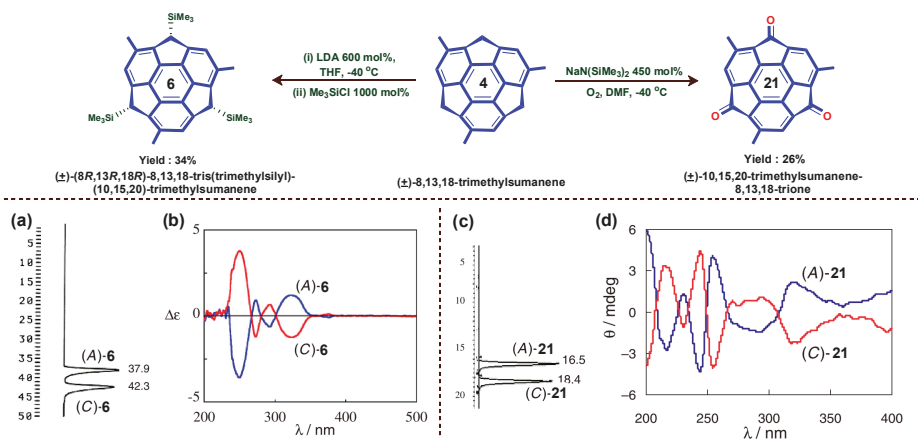 SiMe3
6
Me3Si
SiMe3
(i) LDA 600 mol%,
THF, -40 oC
(ii) Me3SiCl 1000 mol%
4
NaN(SiMe3)2 450 mol%
O2, DMF, -40 oC
O
21
O
O
Yield : 34%
(±)-(8R,13R,18R)-8,13,18-tris(trimethylsilyl)-
(10,15,20)-trimethylsumanene
(±)-8,13,18-trimethylsumanene
Yield : 26%
(±)-10,15,20-trimethylsumanene-
8,13,18-trione
(a)
5
10
15
20
25
30
35
40
45
50
(A)-6
37.9
42.3
(C)-6
(b)
5
0
-5
Δε
(A)-6
(C)-6
200 300 400 500
λ / nm
(c)
5
10
15
20
(A)-21
16.5
18.4
(C)-21
(d)
6
3
0
−3
−6
θ / mdeg
(A)-21
(C)-21
200 250 300 350 400
λ / nm